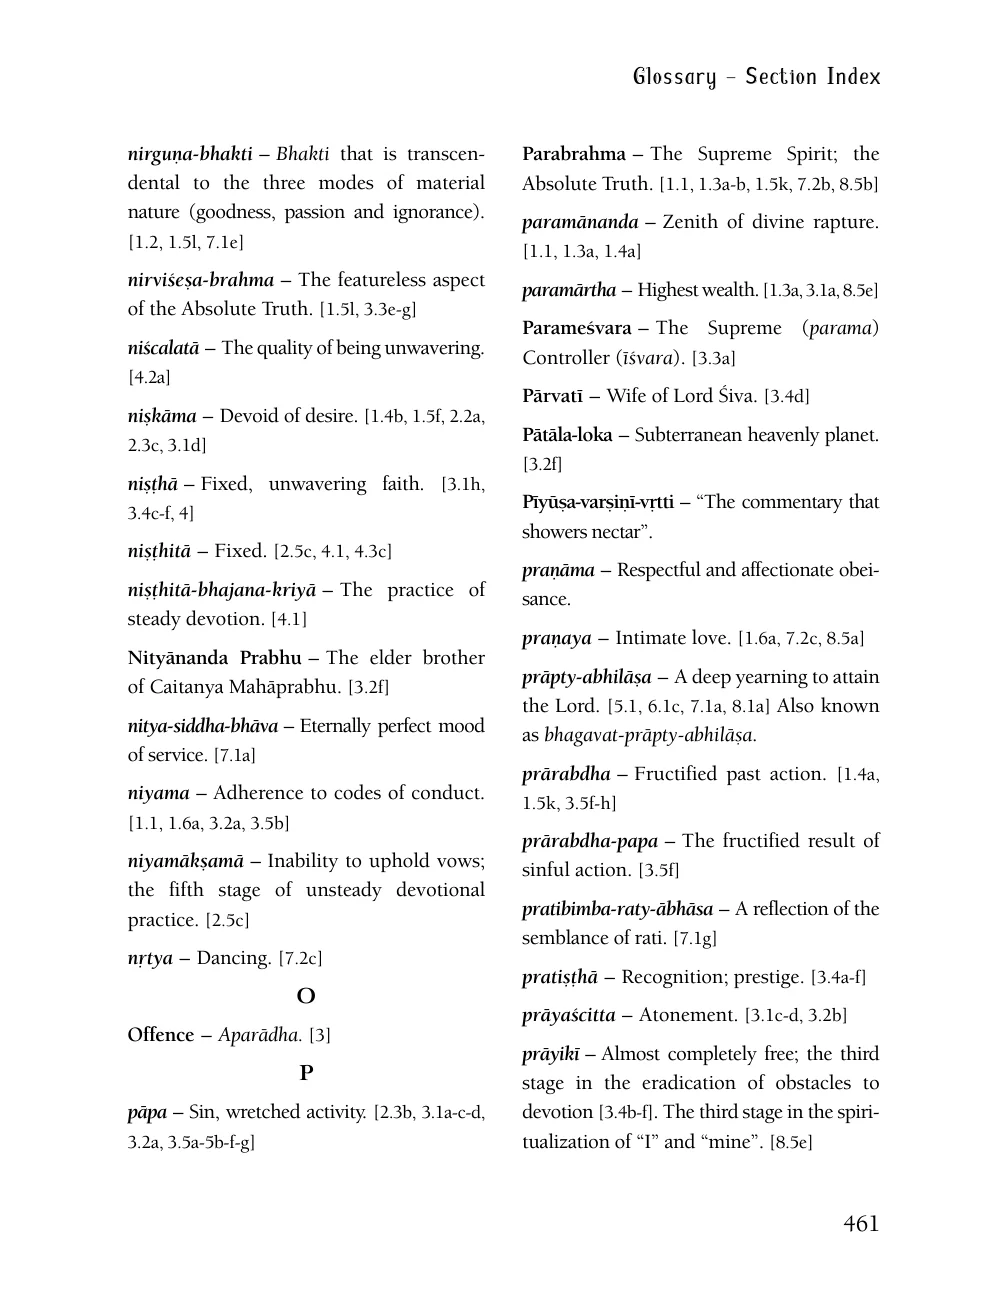 Glossary – Section Index
nirguṇa-bhakti – Bhakti that is transcen-
dental to the three modes of material
nature (goodness, passion and ignorance).
[1.2, 1.5l, 7.1e]
nirviśeṣa-brahma – The featureless aspect
of the Absolute Truth. [1.5l, 3.3e-g]
niścalatā – The quality of being unwavering.
[4.2a]
niṣkāma – Devoid of desire. [1.4b, 1.5f, 2.2a,
2.3c, 3.1d]
niṣṭhā – Fixed, unwavering faith. [3.1h,
3.4c-f, 4]
niṣṭhitā – Fixed. [2.5c, 4.1, 4.3c]
niṣṭhitā-bhajana-kriyā – The practice of
steady devotion. [4.1]
Nityānanda Prabhu – The elder brother
of Caitanya Mahāprabhu. [3.2f]
nitya-siddha-bhāva – Eternally perfect mood
of service. [7.1a]
niyama – Adherence to codes of conduct.
[1.1, 1.6a, 3.2a, 3.5b]
niyamākṣamā – Inability to uphold vows;
the fifth stage of unsteady devotional
practice. [2.5c]
nṛtya – Dancing. [7.2c]
O
Offence – Aparādha. [3]
P
pāpa – Sin, wretched activity. [2.3b, 3.1a-c-d,
3.2a, 3.5a-5b-f-g]
Parabrahma – The Supreme Spirit; the
Absolute Truth. [1.1, 1.3a-b, 1.5k, 7.2b, 8.5b]
paramānanda – Zenith of divine rapture.
[1.1, 1.3a, 1.4a]
paramārtha – Highest wealth. [1.3a, 3.1a, 8.5e]
Parameśvara – The Supreme (parama)
Controller (īśvara). [3.3a]
Pārvatī – Wife of Lord Śiva. [3.4d]
Pātāla-loka – Subterranean heavenly planet.
[3.2f]
Pīyūṣa-varṣiṇī-vṛtti – “The commentary that
showers nectar”.
praṇāma – Respectful and affectionate obei-
sance.
praṇaya – Intimate love. [1.6a, 7.2c, 8.5a]
prāpty-abhilāṣa – A deep yearning to attain
the Lord. [5.1, 6.1c, 7.1a, 8.1a] Also known
as bhagavat-prāpty-abhilāṣa.
prārabdha – Fructified past action. [1.4a,
1.5k, 3.5f-h]
prārabdha-papa – The fructified result of
sinful action. [3.5f]
pratibimba-raty-ābhāsa – A reflection of the
semblance of rati. [7.1g]
pratiṣṭhā – Recognition; prestige. [3.4a-f]
prāyaścitta – Atonement. [3.1c-d, 3.2b]
prāyikī – Almost completely free; the third
stage in the eradication of obstacles to
devotion [3.4b-f]. The third stage in the spiri-
tualization of “I” and “mine”. [8.5e]
461